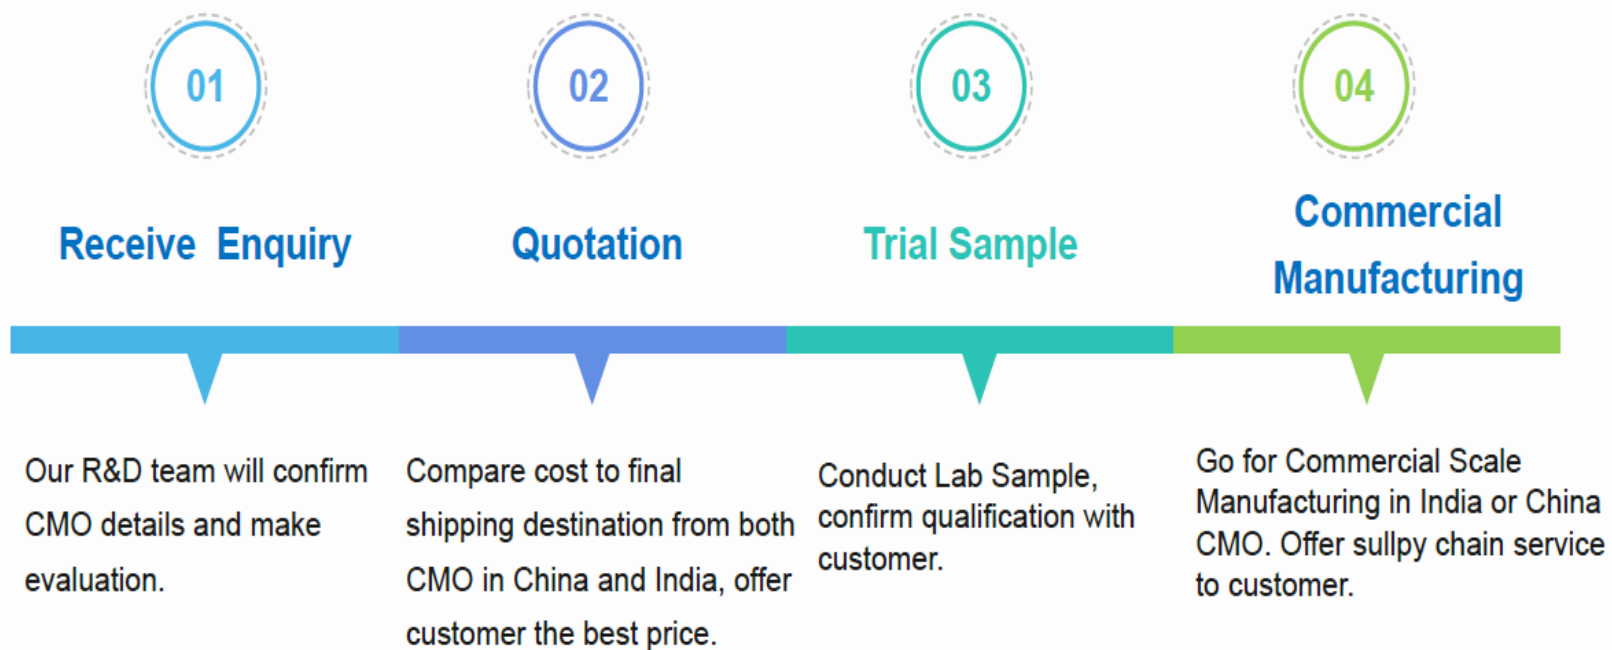 01
02
03
04
Receive Enquiry
Quotation
Trial Sample
Commercial
Manufacturing
Our R&D team will confirm
CMO details and make
evaluation.
Compare cost to final
shipping destination from both
CMO in China and India, offer
customer the best price.
Conduct Lab Sample,
confirm qualification with
customer.
Go for Commercial Scale
Manufacturing in India or China
CMO. Offer sullpy chain service
to customer.